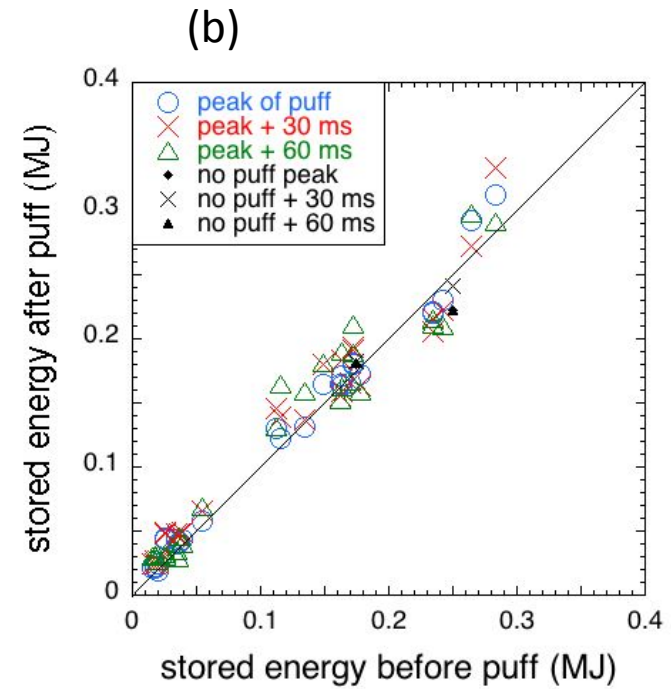 (b)
0.4
peak of puff
peak + 30 ms
peak + 60 ms
no puff peak
no puff + 30 ms
no puff + 60 ms
0.3
0.2
0.1
0
stored energy after puff (MJ)
0 0.1 0.2 0.3 0.4
stored energy before puff (MJ)